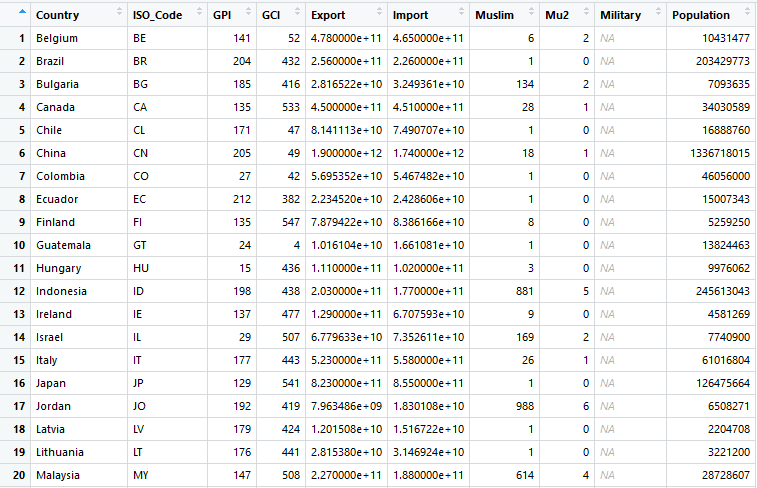 Country ISO_Code GPI GCI Export Import Muslim Mu2 Military Population
1 Belgium BE 141 52 4.780000e+11 4.650000e+11 6 2 NA 10431477
2 Brazil BR 204 432 2.560000e+11 2.260000e+11 1 0 NA 203429773
3 Bulgaria BG 185 416 2.816522e+10 3.249361e+10 134 2 NA 7093635
4 Canada CA 135 533 4.500000e+11 4.510000e+11 28 1 NA 34030589
5 Chile CL 171 47 8.141113e+10 7.490707e+10 1 0 NA 16888760
6 China CN 205 49 1.900000e+12 1.740000e+12 18 1 NA 1336718015
7 Colombia CO 27 42 5.695352e+10 5.467482e+10 1 0 NA 46056000
8 Ecuador EC 212 382 2.234520e+10 2.428606e+10 1 0 NA 15007343
9 Finland FI 135 547 7.879422e+10 8.386166e+10 8 0 NA 5259250
10 Guatemala GT 24 4 1.016104e+10 1.661081e+10 1 0 NA 13824463
11 Hungary HU 15 436 1.110000e+11 1.020000e+11 3 0 NA 9976062
12 Indonesia ID 198 438 2.030000e+11 1.770000e+11 881 5 NA 245613043
13 Ireland IE 137 477 1.290000e+11 6.707593e+10 9 0 NA 4581269
14 Israel IL 29 507 6.779633e+10 7.352611e+10 169 2 NA 7740900
15 Italy IT 177 443 5.230000e+11 5.580000e+11 26 1 NA 61016804
16 Japan JP 129 541 8.230000e+11 8.550000e+11 1 0 NA 126475664
17 Jordan JO 192 419 7.963486e+09 1.830108e+10 988 6 NA 6508271
18 Latvia LV 179 424 1.201508e+10 1.516722e+10 1 0 NA 2204708
19 Lithuania LT 176 441 2.815380e+10 3.146924e+10 1 0 NA 3221200
20 Malaysia MY 147 508 2.270000e+11 1.880000e+11 614 4 NA 28728607